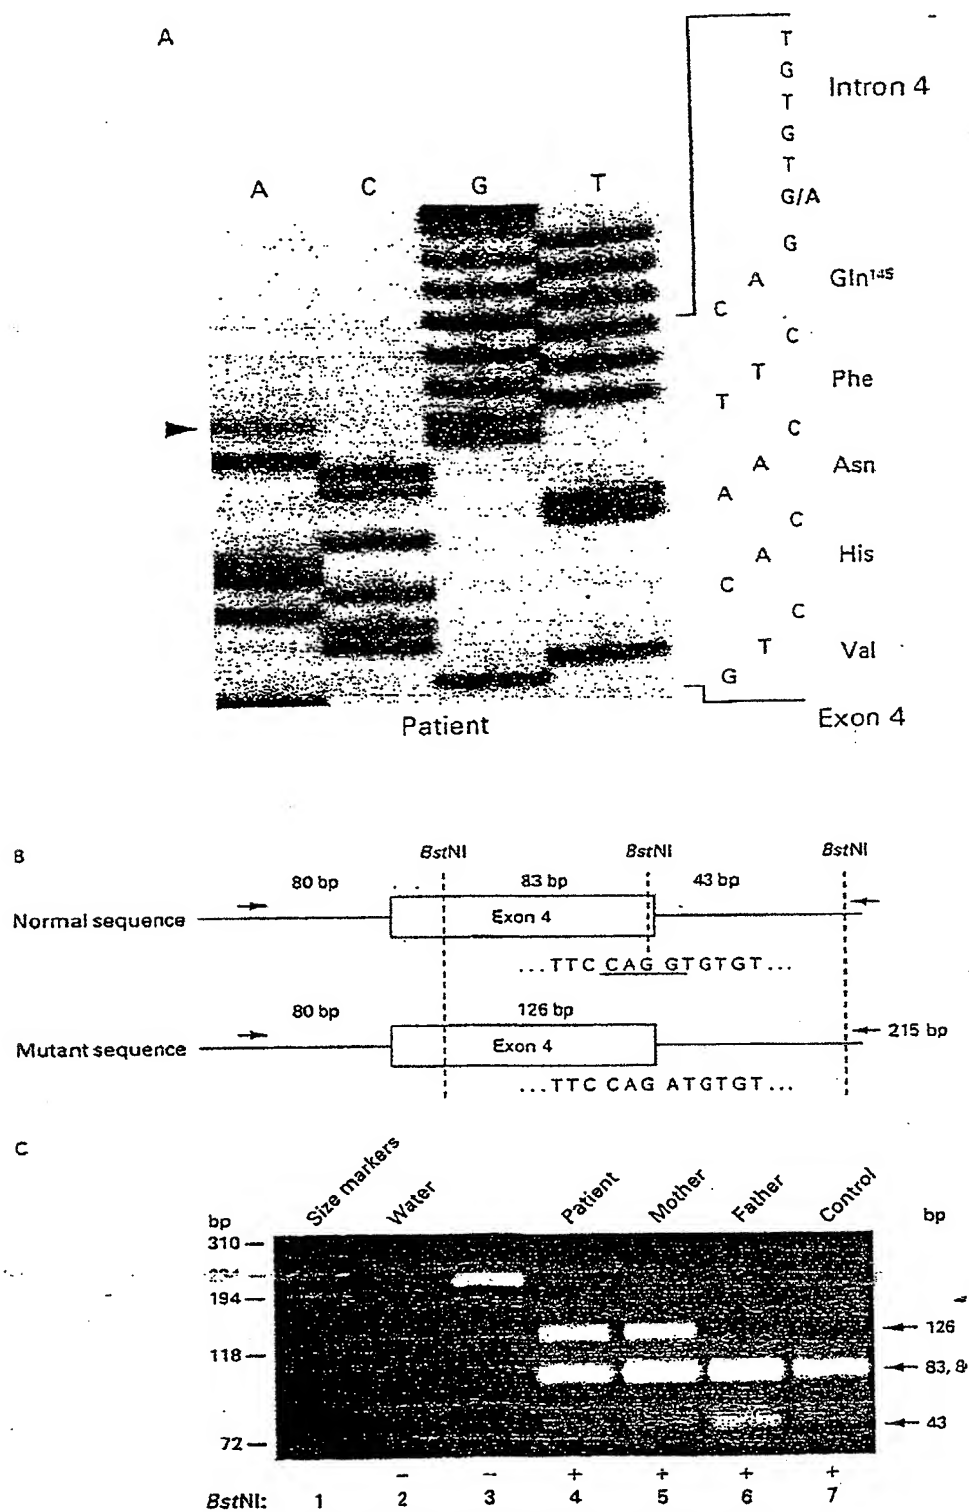 A
T
G
T
G
T
G/A
G
Intron 4
A C G T
A
C
Gln¹⁴⁵
C
T
T
Phe
C
A
A
Asn
C
A
C
His
C
T
G
Val
Exon 4
Patient
B
BstNI BstNI BstNI
80 bp 83 bp 43 bp
Normal sequence Exon 4
...TTC CAG GTGTGT...
80 bp 126 bp
Mutant sequence Exon 4 215 bp
...TTC CAG ATGTGT...
C
Size markers Water Patient Mother Father Control
bp bp
310
194
126
118
83, 8
43
72
- - + + + +
BstNI: 1 2 3 4 5 6 7